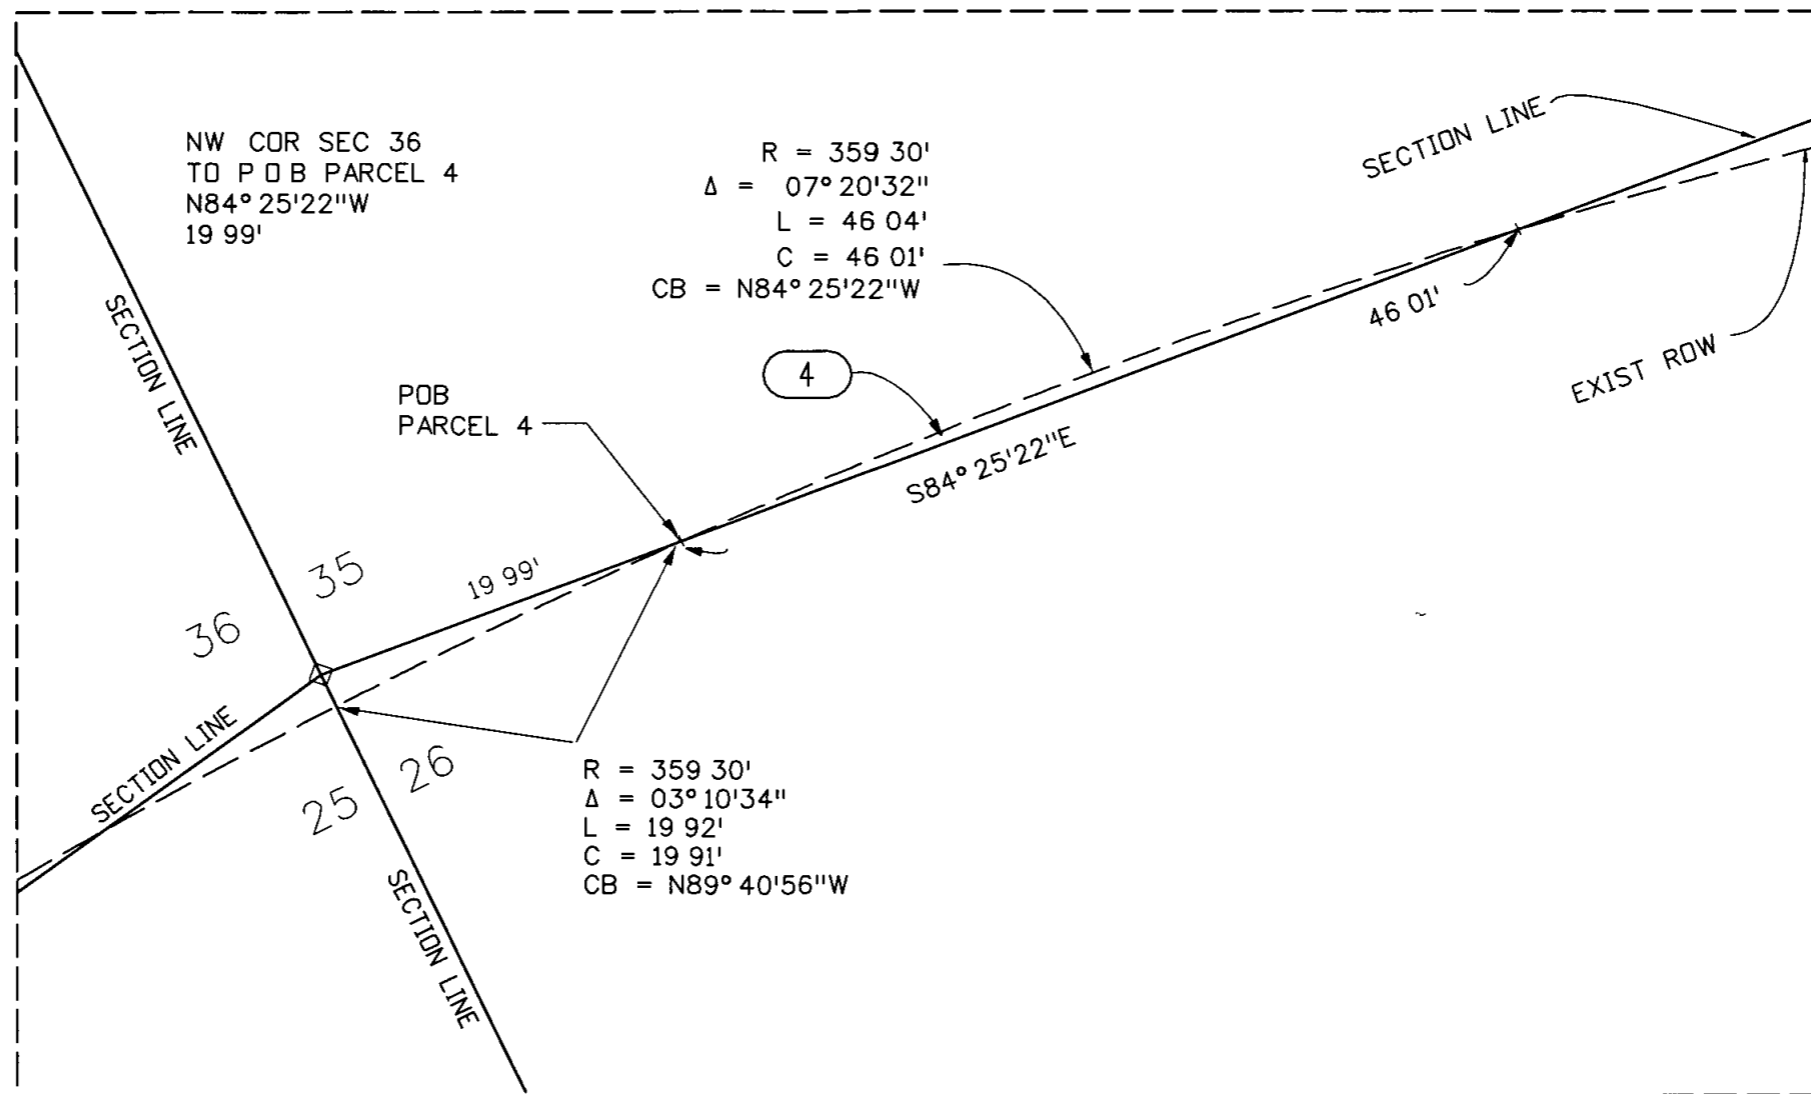 NW COR SEC 36
TO P O B PARCEL 4
N84°25'22"W
19 99'
R = 359 30'
Δ = 07°20'32"
L = 46 04'
C = 46 01'
CB = N84°25'22"W
SECTION LINE
SECTION LINE
46 01'
EXIST ROW
4
POB
PARCEL 4
S84°25'22"E
19 99'
35
36
SECTION LINE
25
26
R = 359 30'
Δ = 03°10'34"
L = 19 92'
C = 19 91'
CB = N89°40'56"W
SECTION LINE